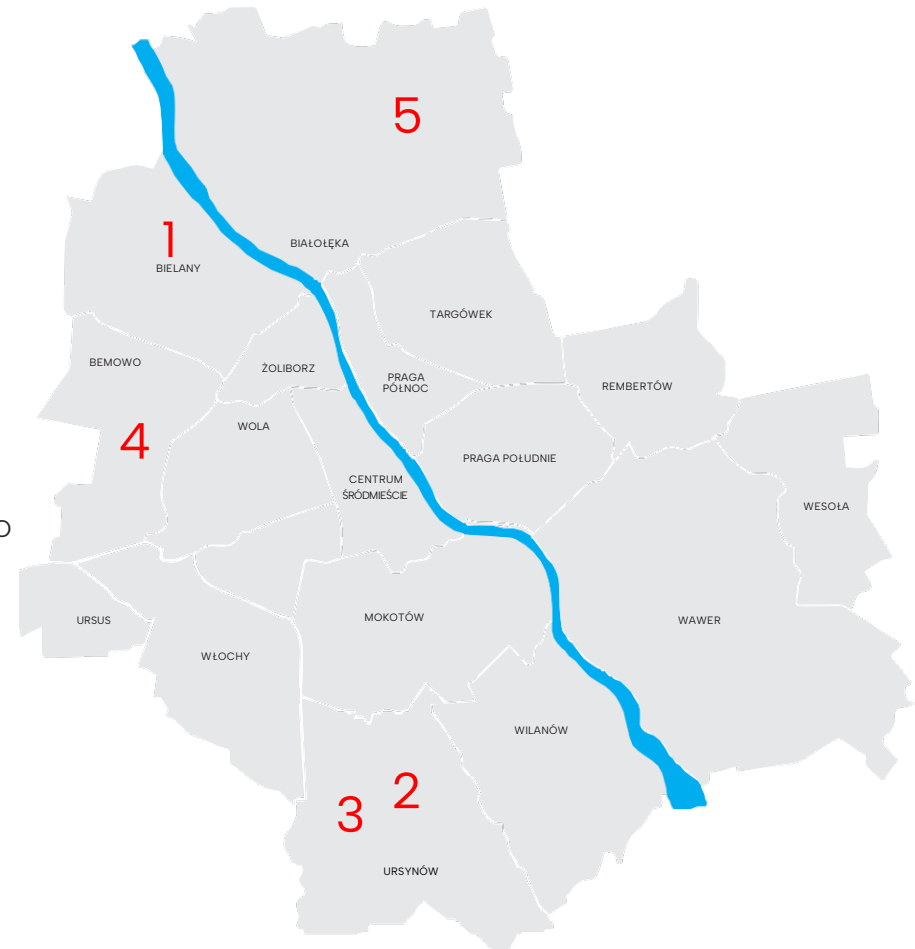 5
1
BIAŁOŁĘKA
BIELANY
TARGÓWEK
BEMOWO
ŻOLIBORZ
PRAGA
PÓŁNOC
REMBERTÓW
WOLA
4
PRAGA POŁUDNIE
CENTRUM
ŚRÓDMIEŚCIE
WESOŁA
O
URSUS
MOKOTÓW
WAWER
WŁOCHY
WILANÓW
2
3
URSYNÓW